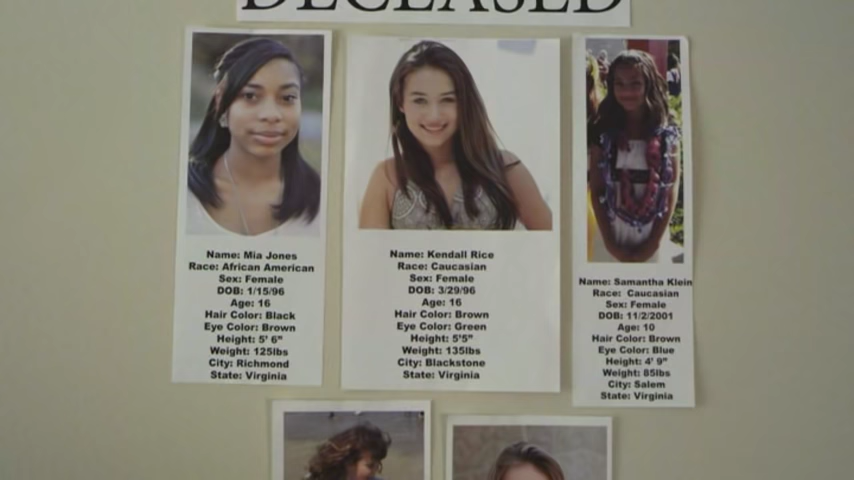 DECEASED
Name: Mia Jones
Race: African American
Sex: Female
DOB: 1/15/96
Age: 16
Hair Color: Black
Eye Color: Brown
Height: 5' 6"
Weight: 125lbs
City: Richmond
State: Virginia
Name: Kendall Rice
Race: Caucasian
Sex: Female
DOB: 3/29/96
Age: 16
Hair Color: Brown
Eye Color: Green
Height: 5'5"
Weight: 135lbs
City: Blackstone
State: Virginia
Name: Samantha Klein
Race: Caucasian
Sex: Female
DOB: 11/2/2001
Age: 10
Hair Color: Brown
Eye Color: Blue
Height: 4' 9"
Weight: 85lbs
City: Salem
State: Virginia